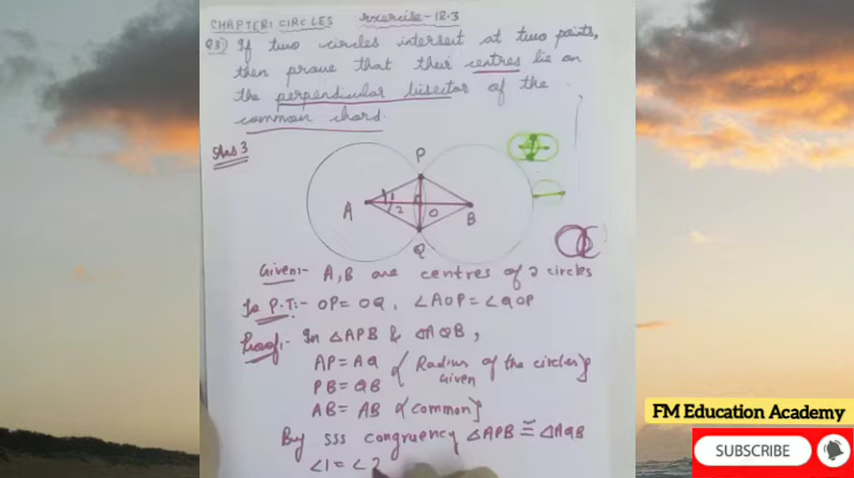 CHAPTER: CIRCLES Exercise-12.3
Q3) If two circles intersect at two points,
then prove that their centres lie on
the perpendicular bisector of the
common chord.
Ans 3
P
1
A 2 O B
Q
Given:- A,B are centres of 2 circles
To P.T:- OP= OQ, ∠AOP= ∠QOP
Proof:- In △APB & △AQB,
AP= AQ {Radius of the circles}
PB= QB Given
AB= AB {common}
By SSS congruency △APB ≅ △AQB
∠1= ∠2
FM Education Academy
SUBSCRIBE